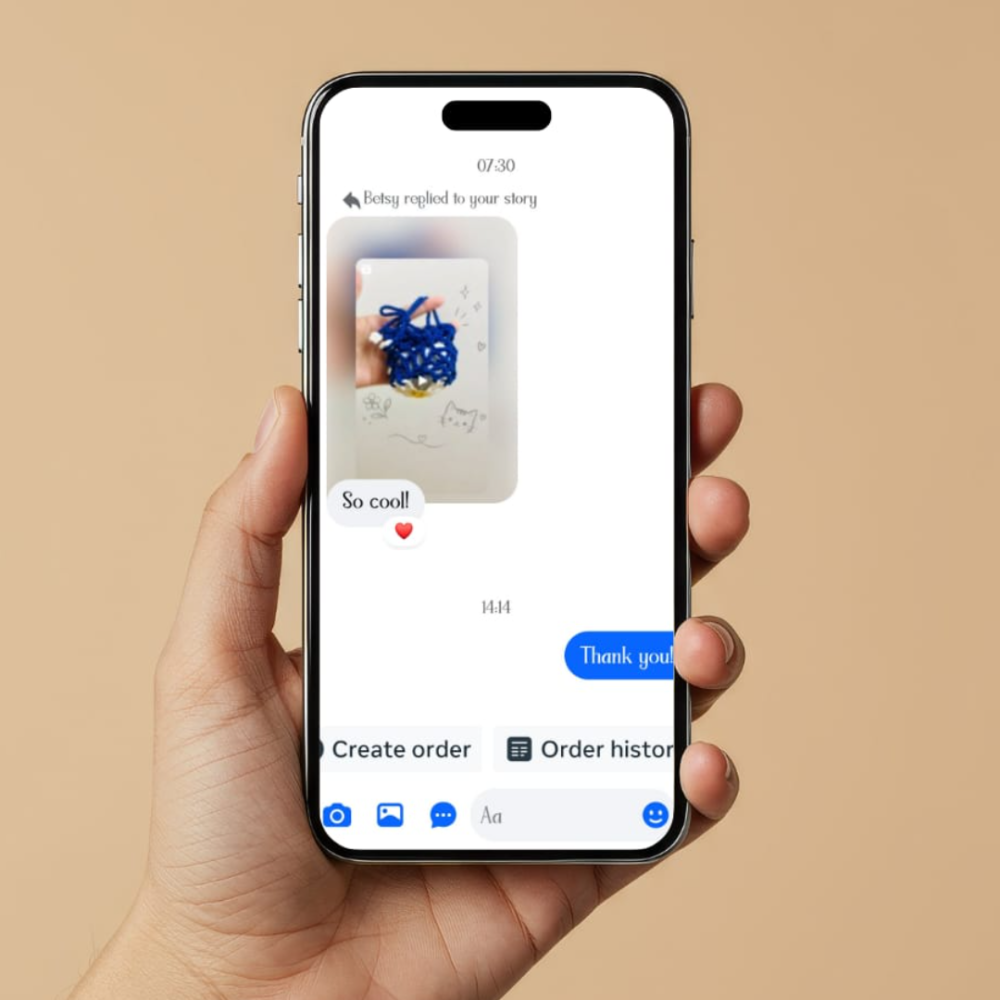 07:30
Betsy replied to your story
So cool!
14:14
Thank you!
Create order
Order histor
Aa